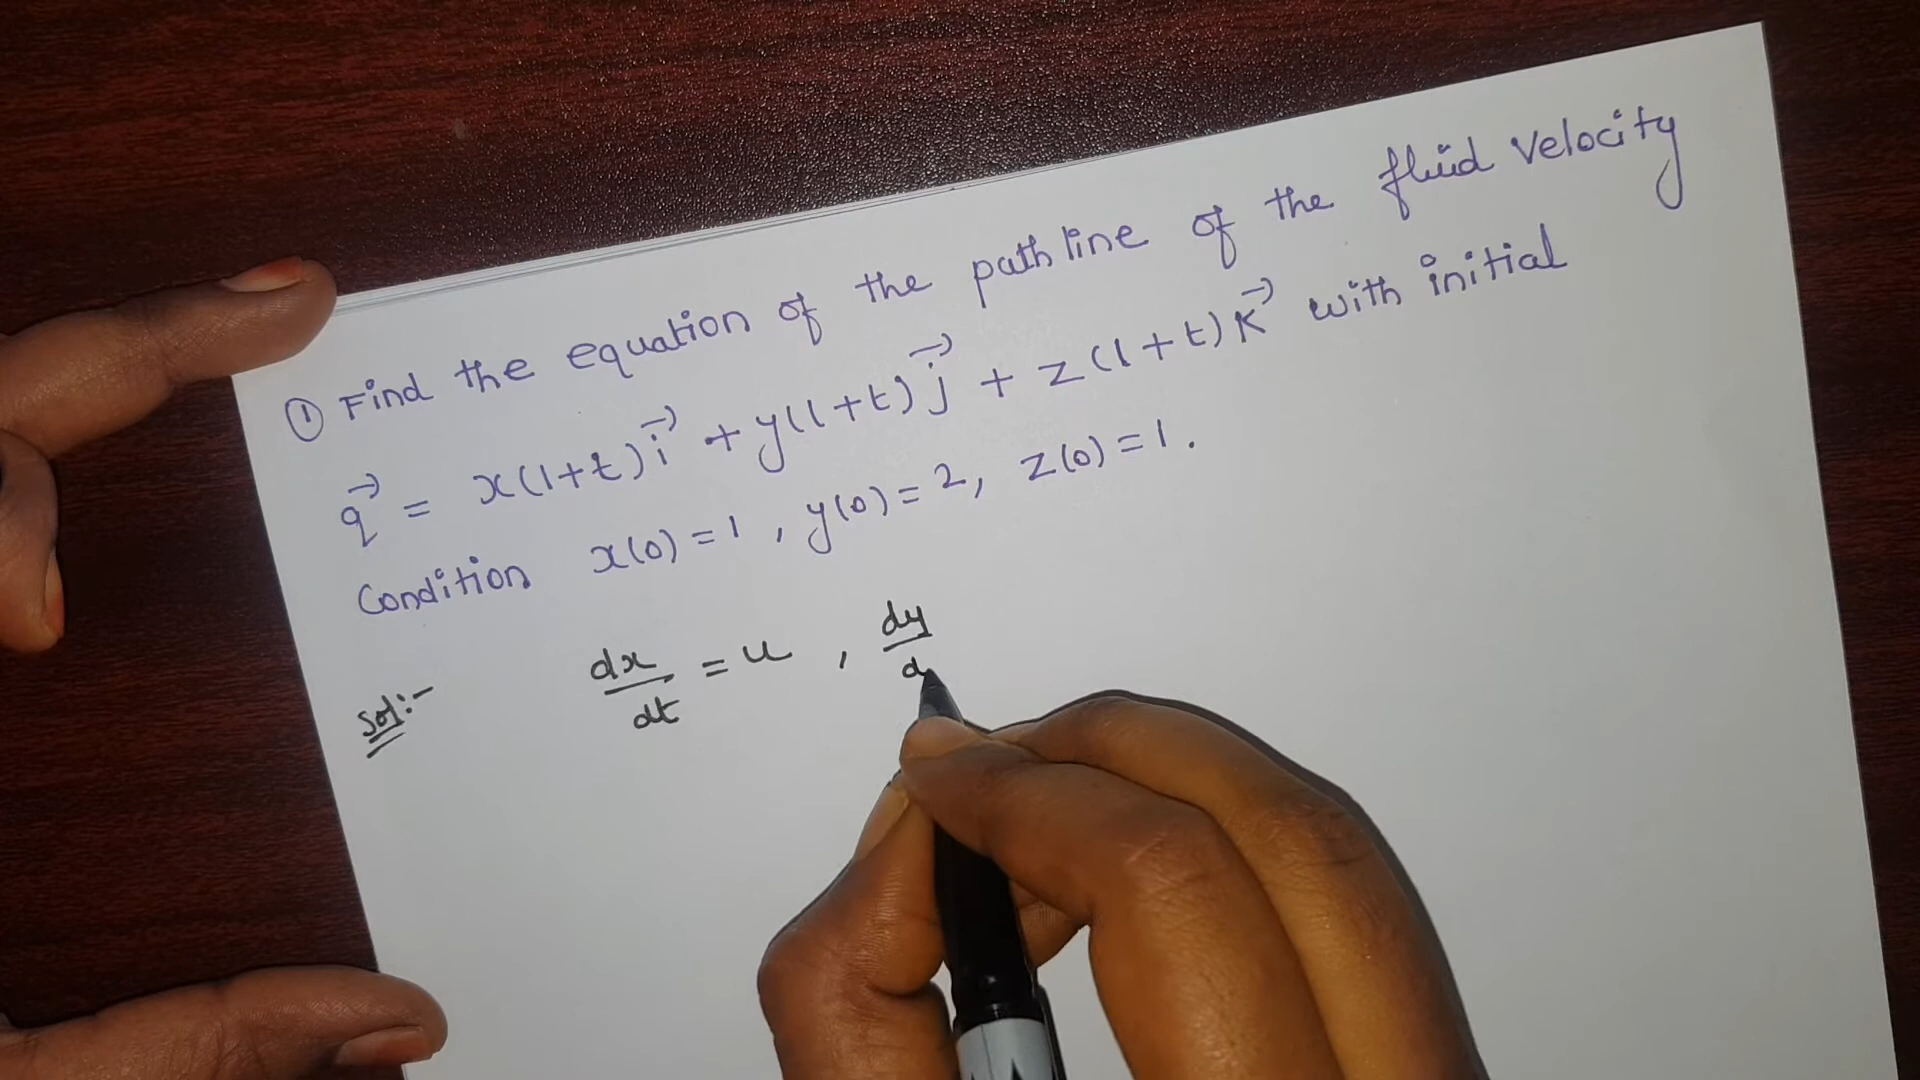 ① Find the equation of the path line of the fluid velocity
q⃗ = x(1+t)i⃗ + y(1+t)j⃗ + z(1+t)k⃗ with initial
Condition x(0)=1, y(0)=2, z(0)=1.
Sol:- dx/dt = u, dy/d